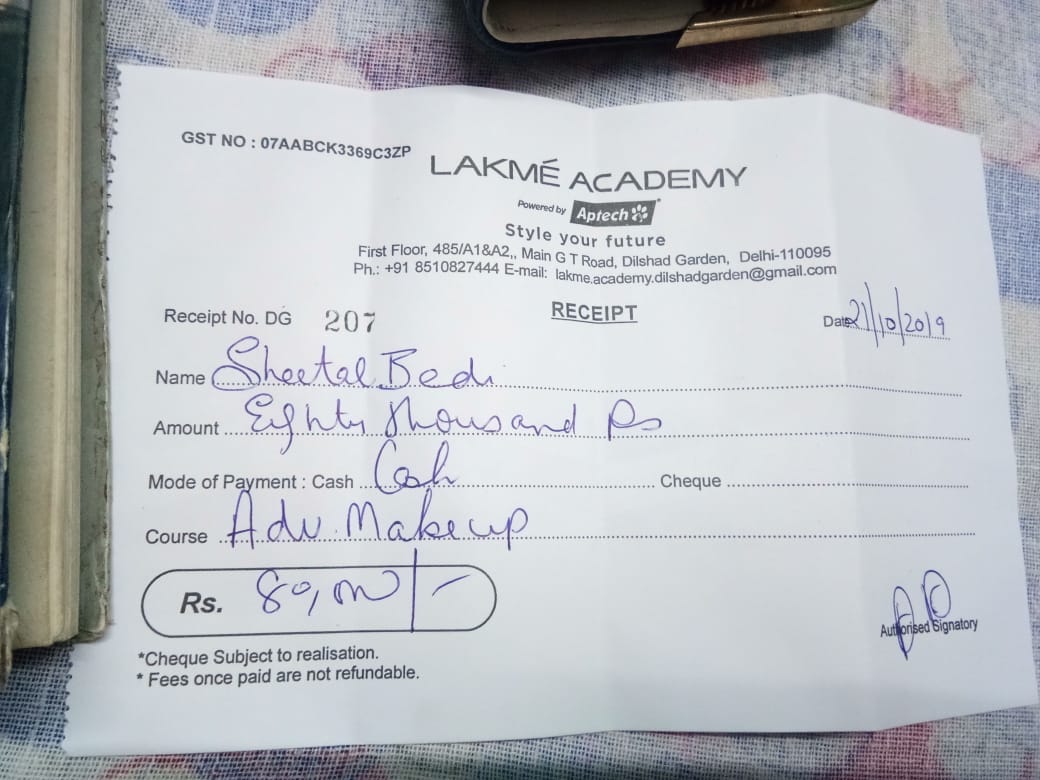 GST NO : 07AABCK3369C3ZP
LAKMÉ ACADEMY
Powered by Aptech
Style your future
First Floor, 485/A1&A2,, Main G T Road, Dilshad Garden, Delhi-110095
Ph.: +91 8510827444 E-mail: lakme.academy.dilshadgarden@gmail.com
RECEIPT
Receipt No. DG 207
Date 21/10/2019
Name Sheetal Bedi
Amount Eighty thousand Rs
Mode of Payment : Cash Cash Cheque
Course Adv Makeup
Rs. 80,000/-
Authorised Signatory
*Cheque Subject to realisation.
* Fees once paid are not refundable.